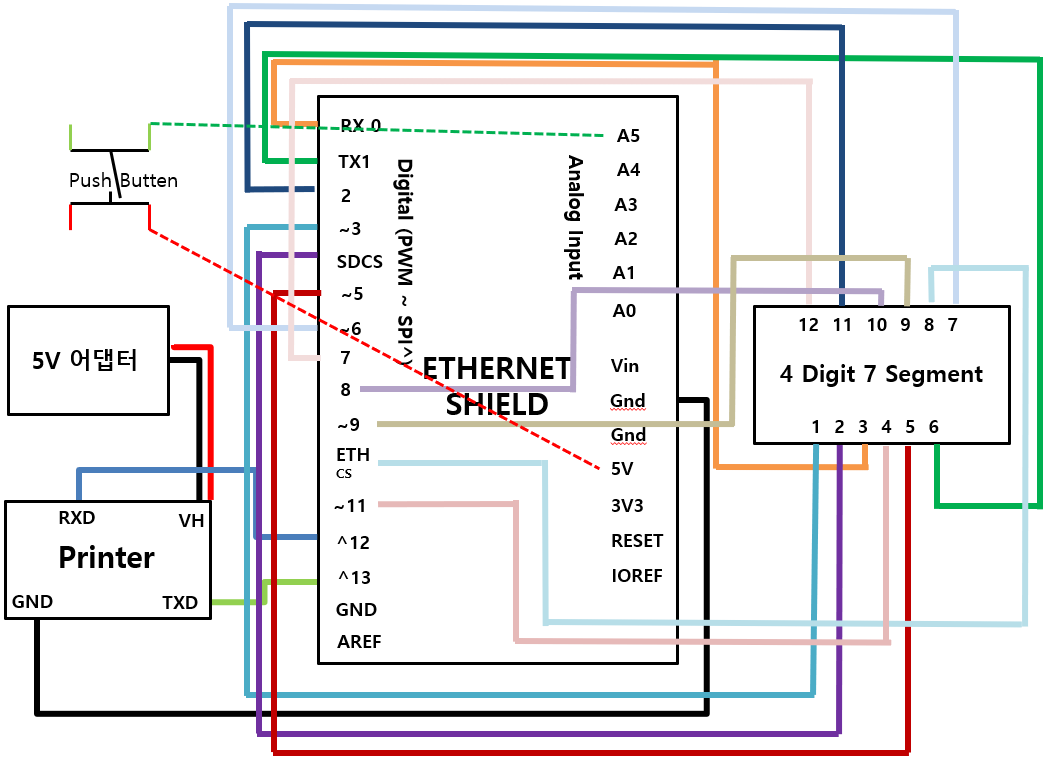 Push Butten
5V 어댑터
RXD
VH
Printer
GND
TXD
RX 0
TX1
2
~3
SDCS
~5
~6
7
8
~9
ETH
CS
~11
^12
^13
GND
AREF
Digital (PWM ~ SPI^)
ETHERNET
SHIELD
Analog Input
A5
A4
A3
A2
A1
A0
Vin
Gnd
Gnd
5V
3V3
RESET
IOREF
12 11 10 9 8 7
4 Digit 7 Segment
1 2 3 4 5 6